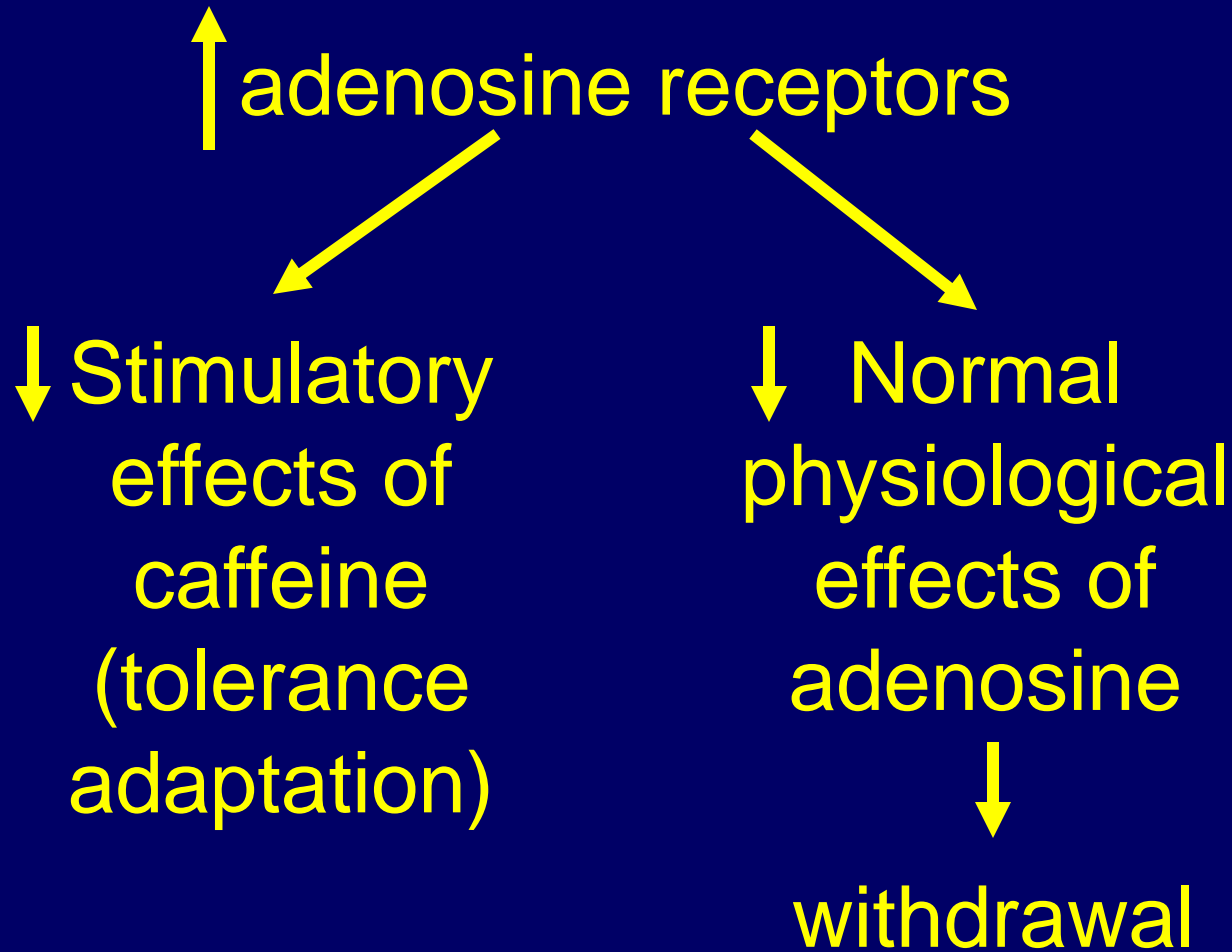 adenosine receptors
Stimulatory
effects of
caffeine
(tolerance
adaptation)
Normal
physiological
effects of
adenosine
withdrawal